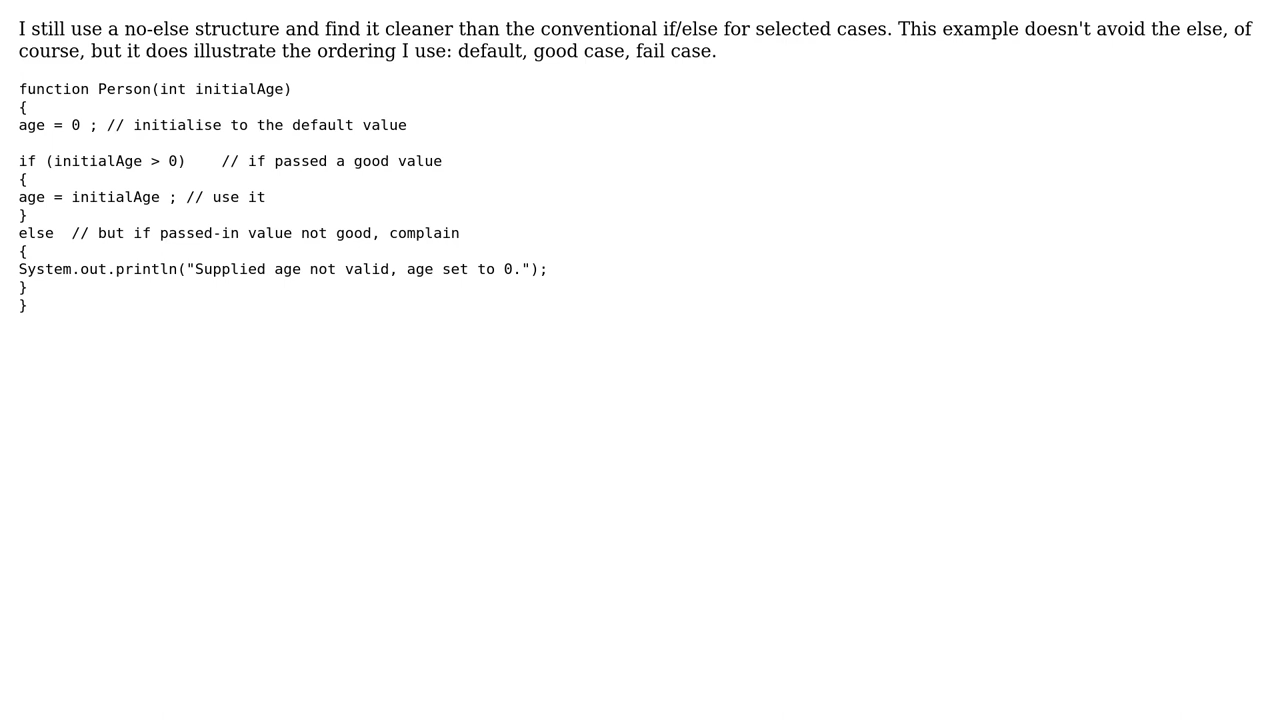 I still use a no-else structure and find it cleaner than the conventional if/else for selected cases. This example doesn't avoid the else, of
course, but it does illustrate the ordering I use: default, good case, fail case.
function Person(int initialAge)
{
age = 0 ; // initialise to the default value
if (initialAge > 0)    // if passed a good value
{
age = initialAge ; // use it
}
else  // but if passed-in value not good, complain
{
System.out.println("Supplied age not valid, age set to 0.");
}
}